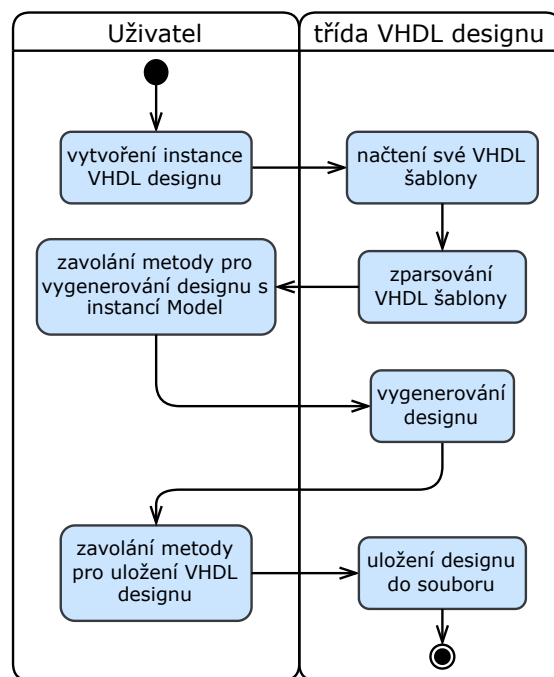 Uživatel
třída VHDL designu
vytvoření instance
VHDL designu
načtení své VHDL
šablony
zparsování
VHDL šablony
zavolání metody pro
vygenerování designu s
instancí Model
vygenerování
designu
zavolání metody
pro uložení VHDL
designu
uložení designu
do souboru